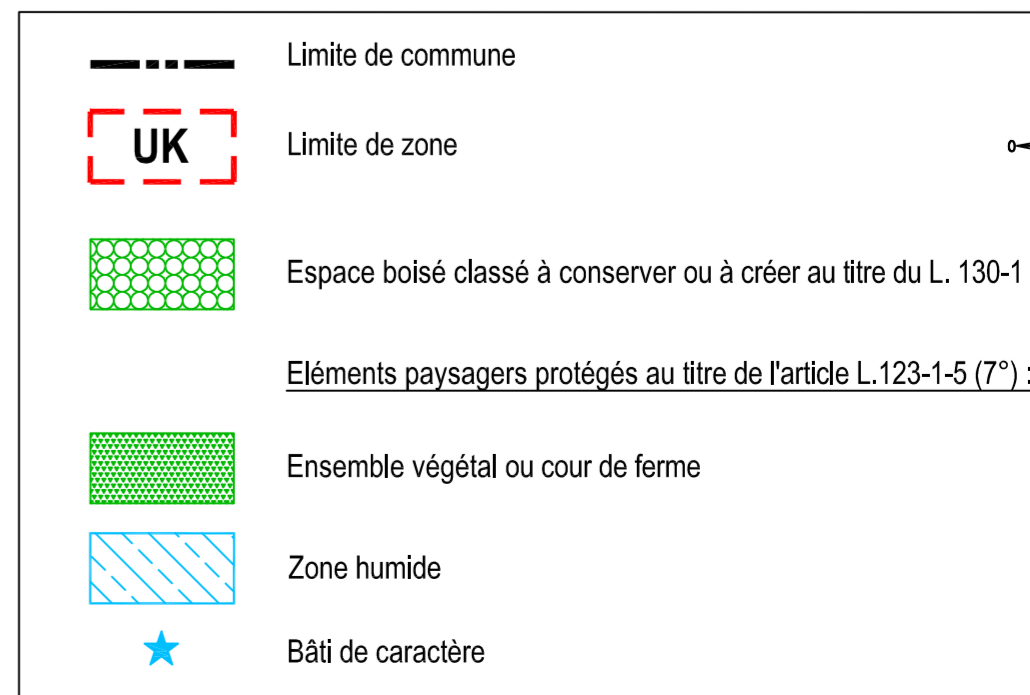 Limite de commune
UK
Limite de zone
Espace boisé classé à conserver ou à créer au titre du L. 130-1
Eléments paysagers protégés au titre de l'article L.123-1-5 (7°) :
Ensemble végétal ou cour de ferme
Zone humide
Bâti de caractère